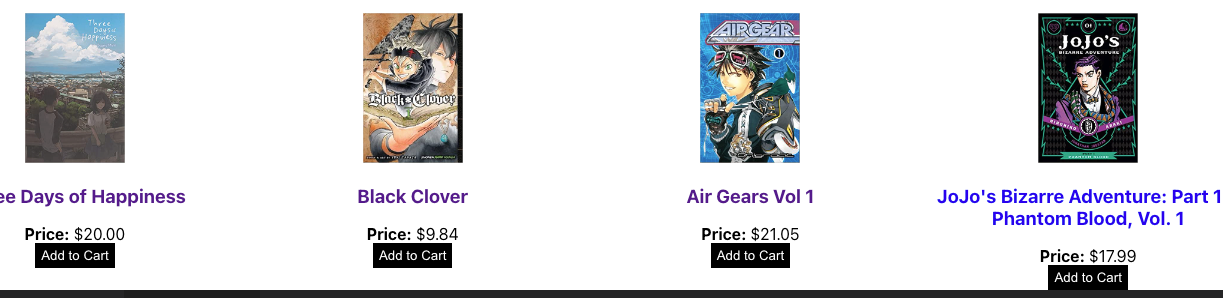 Three
Days of
Happiness
Black Clover
AIRGEAR
1
01
JoJo's
BIZARRE ADVENTURE
ee Days of Happiness
Black Clover
Air Gears Vol 1
JoJo's Bizarre Adventure: Part 1
Phantom Blood, Vol. 1
Price: $20.00
Price: $9.84
Price: $21.05
Price: $17.99
Add to Cart
Add to Cart
Add to Cart
Add to Cart